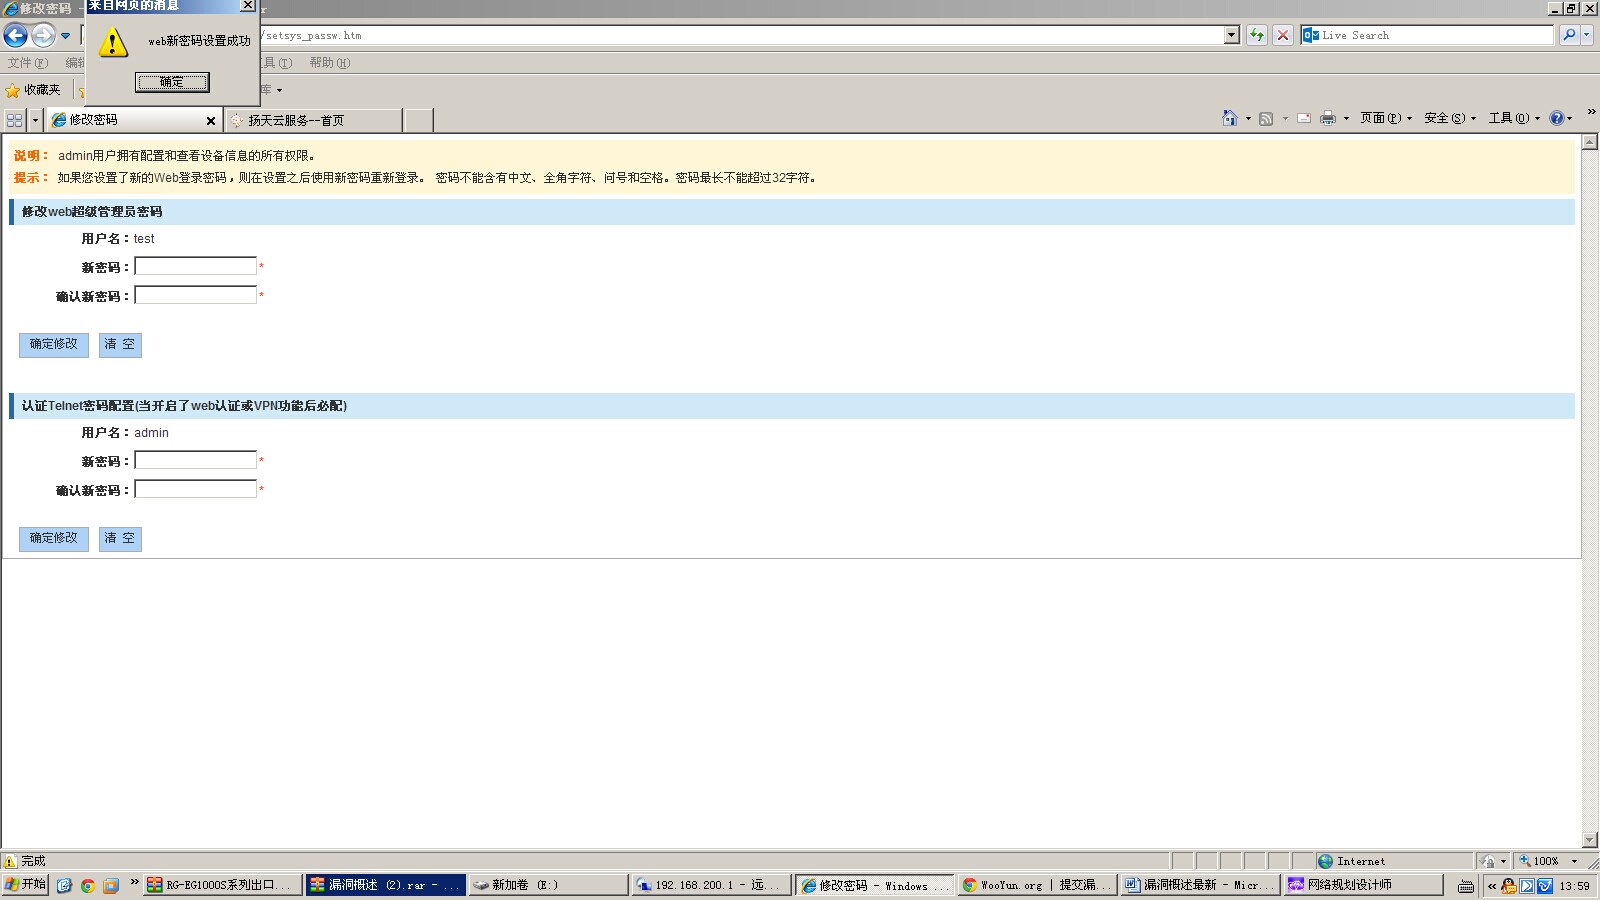 修改密码 -
来自网页的消息
web新密码设置成功
确定
/setsys_passw.htm
Live Search
文件(F) 编辑 工具(T) 帮助(H)
收藏夹 库
修改密码 扬天云服务--首页
页面(P) 安全(S) 工具(O)
说明： admin用户拥有配置和查看设备信息的所有权限。
提示： 如果您设置了新的Web登录密码，则在设置之后使用新密码重新登录。 密码不能含有中文、全角字符、问号和空格。密码最长不能超过32字符。
修改web超级管理员密码
用户名：test
新密码： *
确认新密码： *
确定修改 清 空
认证Telnet密码配置(当开启了web认证或VPN功能后必配)
用户名：admin
新密码： *
确认新密码： *
确定修改 清 空
完成 Internet 100%
开始 RG-EG1000S系列出口... 漏洞概述 (2).rar - ... 新加卷 (E:) 192.168.200.1 - 远... 修改密码 - Windows ... WooYun.org | 提交漏... 漏洞概述最新 - Micr... 网络规划设计师 13:59